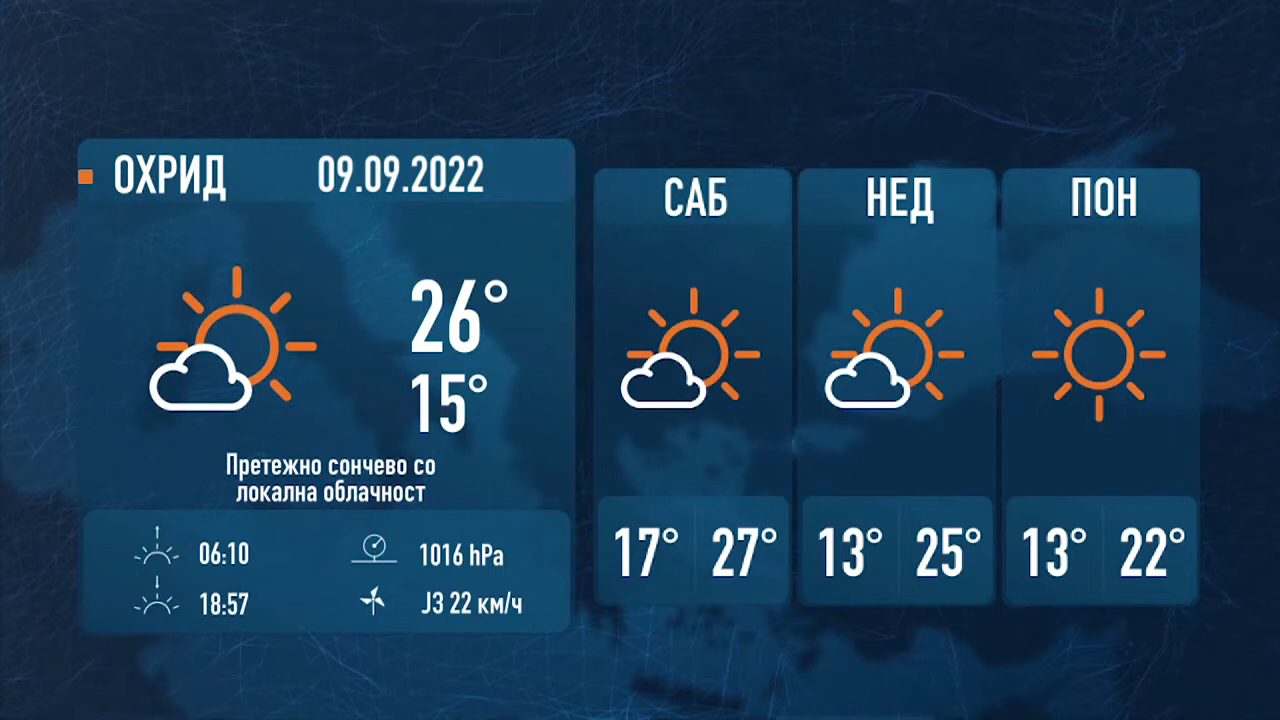 ОХРИД 09.09.2022
26°
15°
Претежно сончево со
локална облачност
06:10
1016 hPa
18:57
ЈЗ 22 км/ч
САБ
17° 27°
НЕД
13° 25°
ПОН
13° 22°